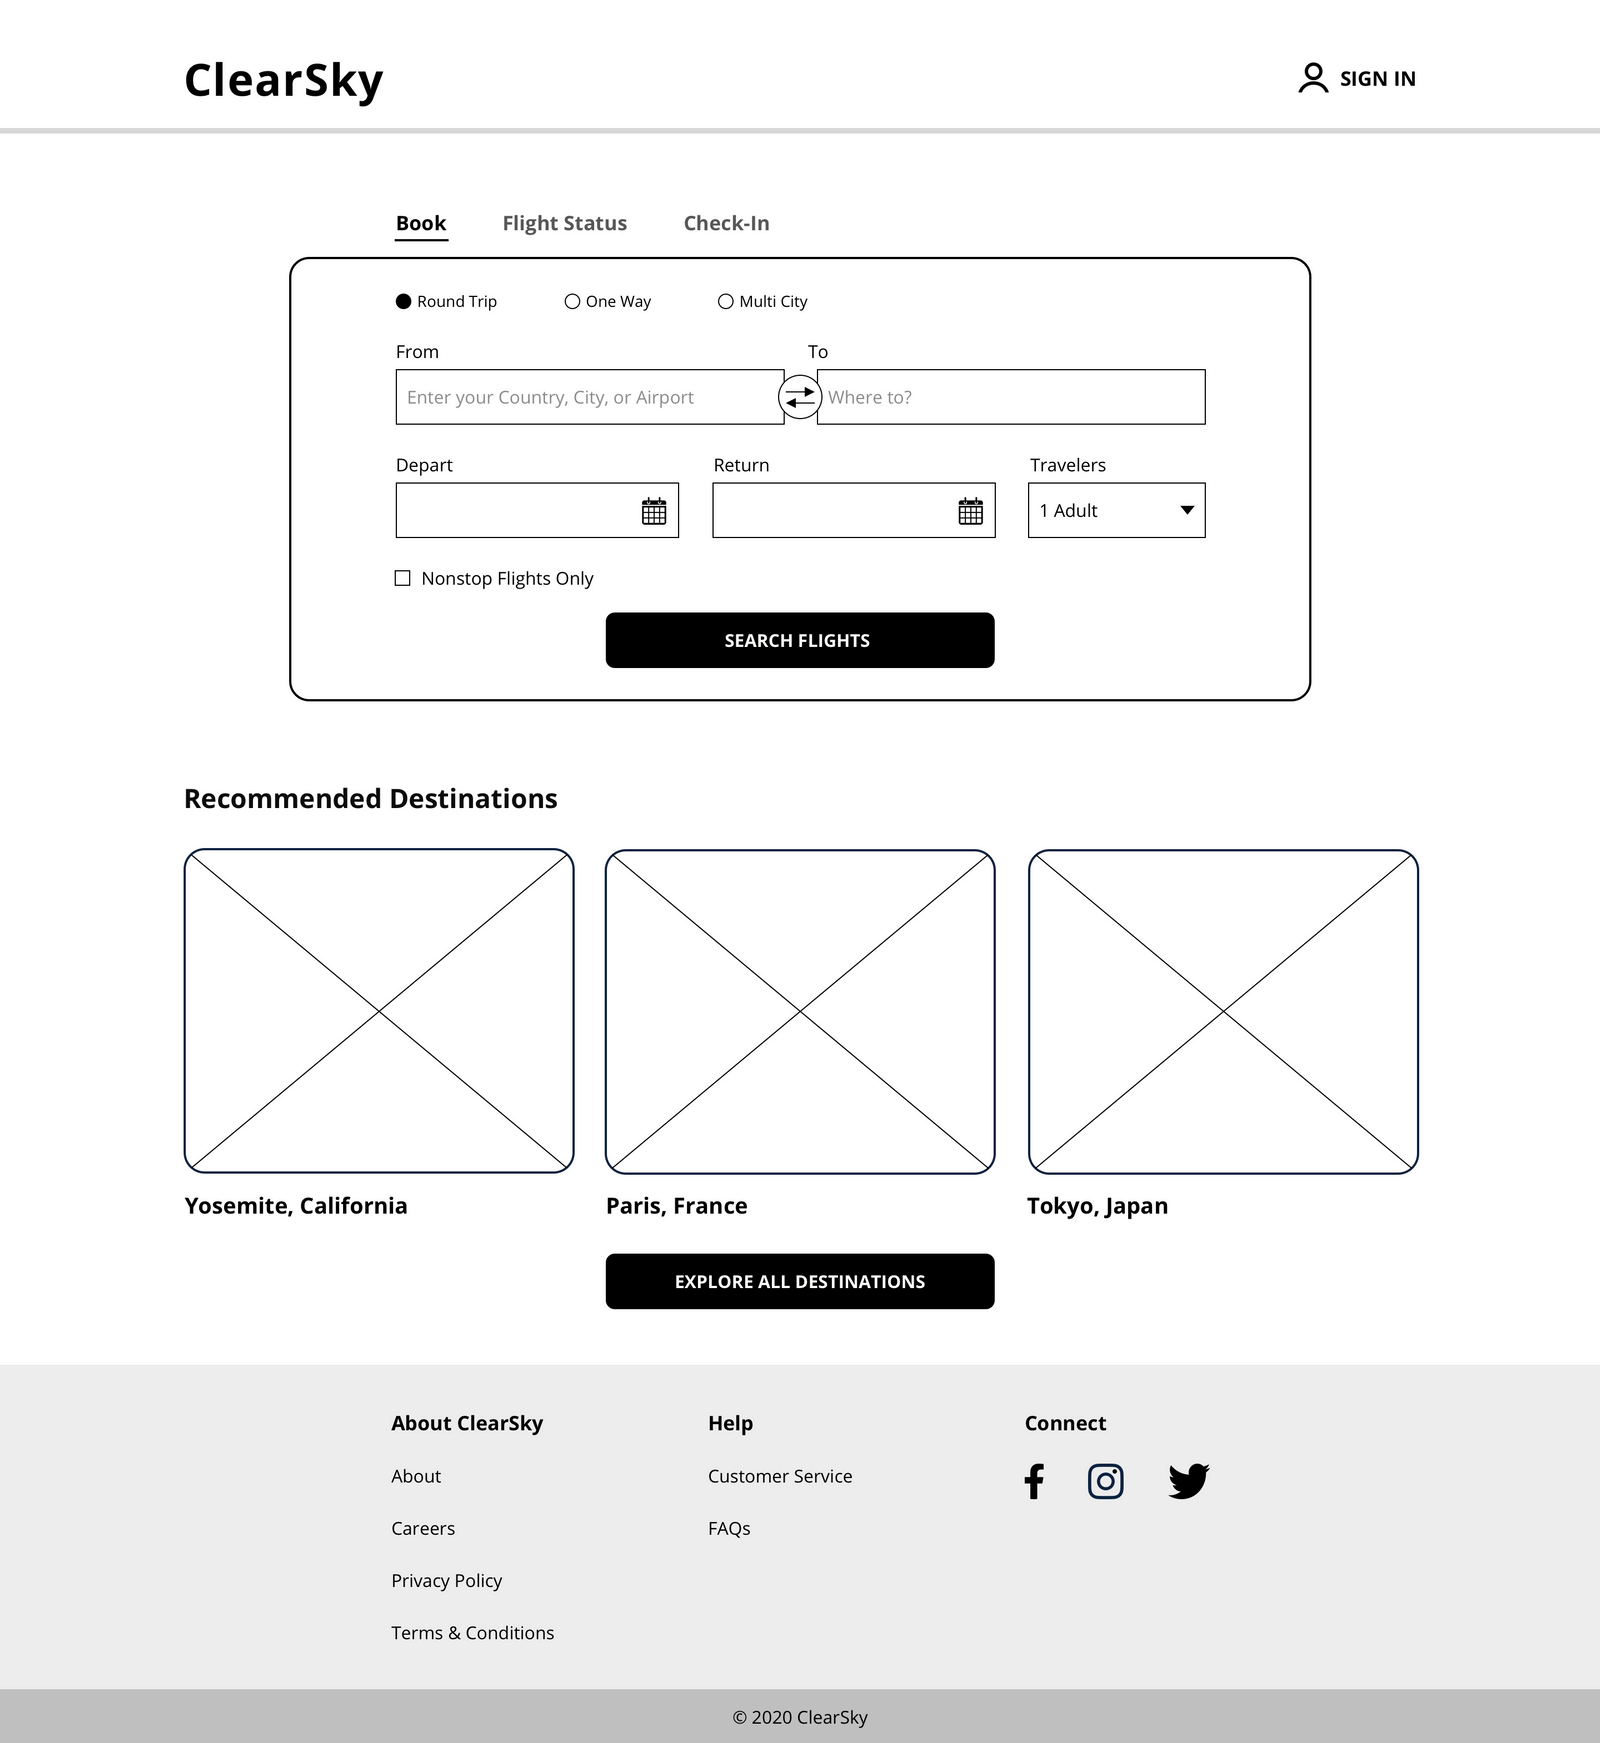 ClearSky
SIGN IN
Book Flight Status Check-In
Round Trip One Way Multi City
From To
Enter your Country, City, or Airport Where to?
Depart Return Travelers
1 Adult
Nonstop Flights Only
SEARCH FLIGHTS
Recommended Destinations
Yosemite, California Paris, France Tokyo, Japan
EXPLORE ALL DESTINATIONS
About ClearSky Help Connect
About Customer Service
Careers FAQs
Privacy Policy
Terms & Conditions
© 2020 ClearSky